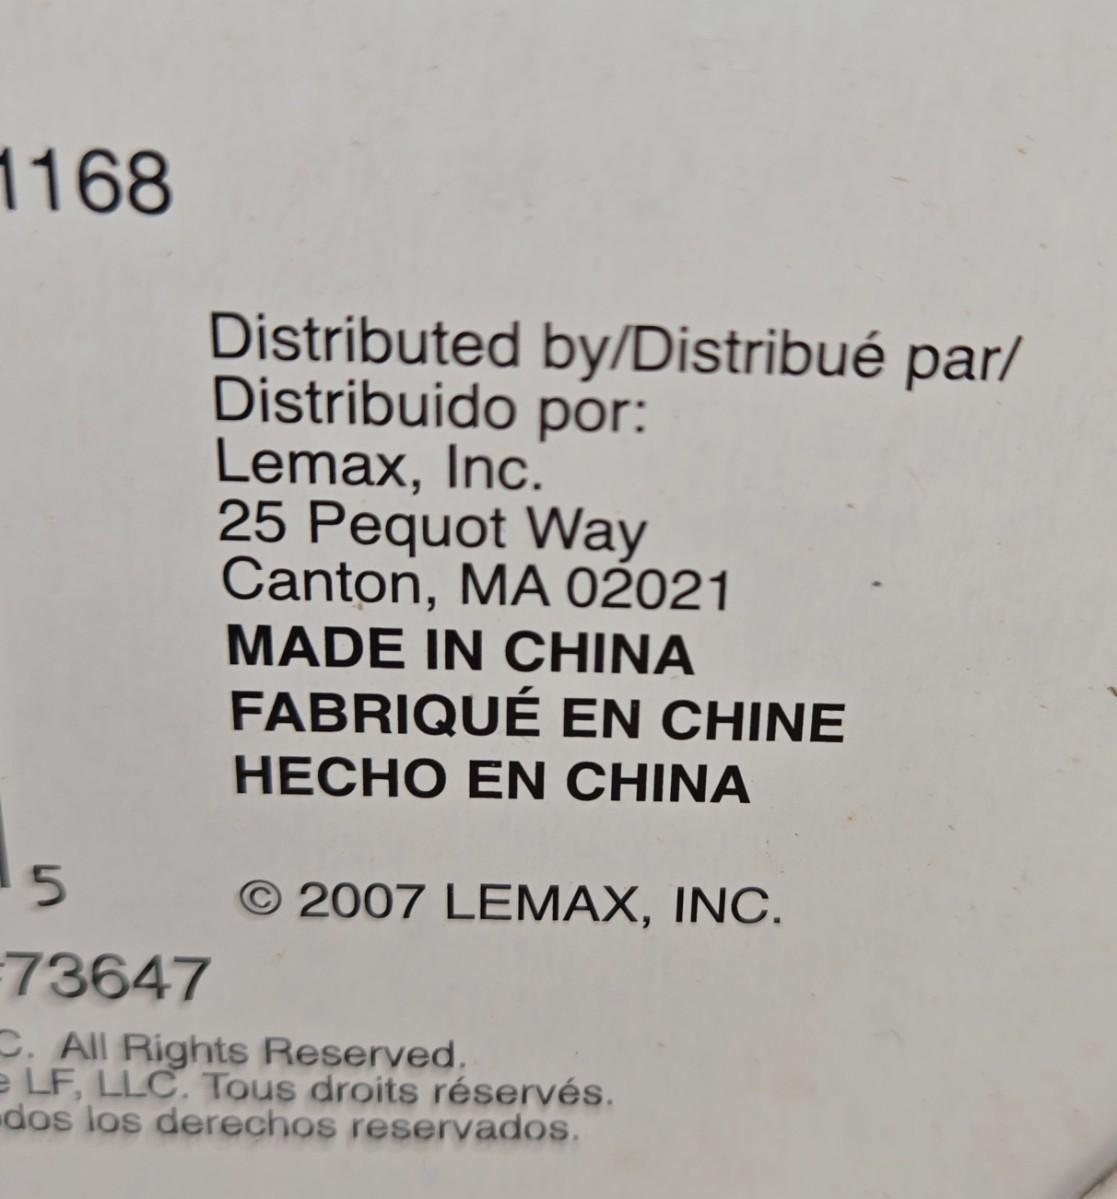 1168
Distributed by/Distribué par/
Distribuido por:
Lemax, Inc.
25 Pequot Way
Canton, MA 02021
MADE IN CHINA
FABRIQUÉ EN CHINE
HECHO EN CHINA
5
© 2007 LEMAX, INC.
73647
C. All Rights Reserved.
LF, LLC. Tous droits réservés.
los derechos reservados.